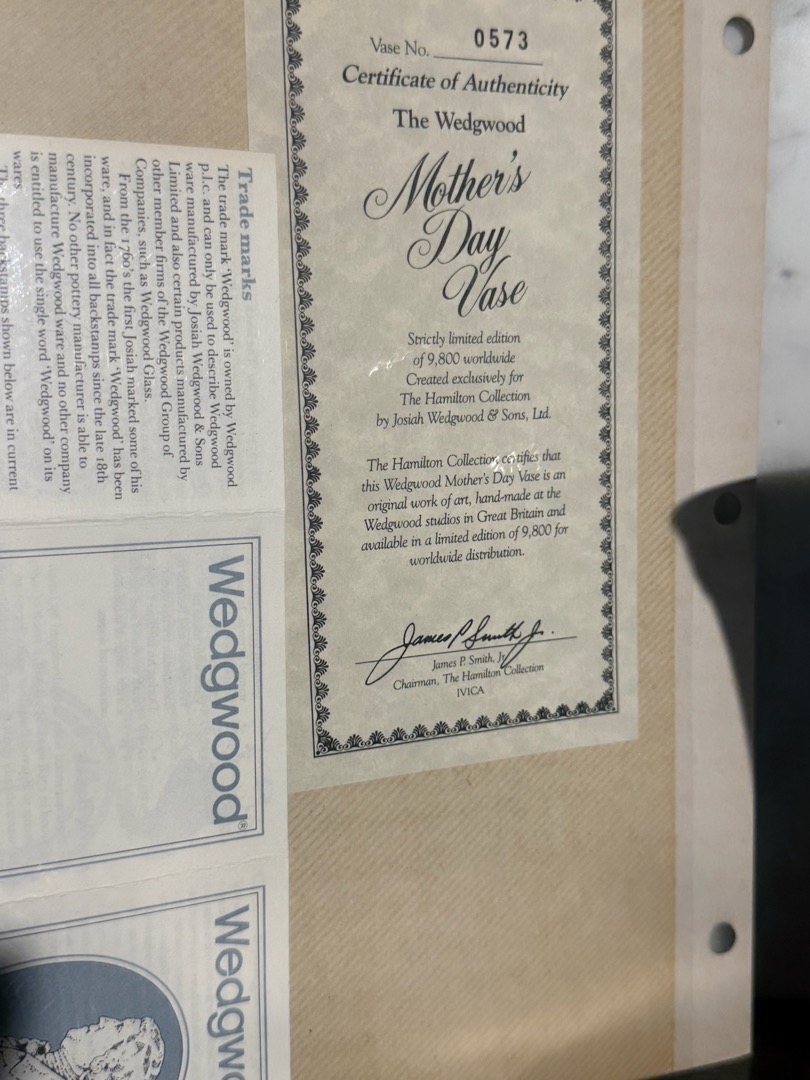 Vase No. 0573
Certificate of Authenticity
The Wedgwood
Mother's
Day
Vase
Strictly limited edition
of 9,800 worldwide
Created exclusively for
The Hamilton Collection
by Josiah Wedgwood & Sons, Ltd.
The Hamilton Collection certifies that
this Wedgwood Mother's Day Vase is an
original work of art, hand-made at the
Wedgwood studios in Great Britain and
available in a limited edition of 9,800 for
worldwide distribution.
James P Smith Jr.
James P. Smith, Jr.
Chairman, The Hamilton Collection
IVICA
Trade marks
The trade mark 'Wedgwood' is owned by Wedgwood
p.l.c. and can only be used to describe Wedgwood
ware manufactured by Josiah Wedgwood & Sons
Limited and also certain products manufactured by
other member firms of the Wedgwood Group of
Companies, such as Wedgwood Glass.
From the 1760's the first Josiah marked some of his
ware, and in fact the trade mark 'Wedgwood' has been
incorporated into all backstamps since the late 18th
century. No other pottery manufacturer is able to
manufacture Wedgwood ware and no other company
is entitled to use the single word 'Wedgwood' on its
wares.
The three backstamps shown below are in current
Wedgwood®
Wedgwo